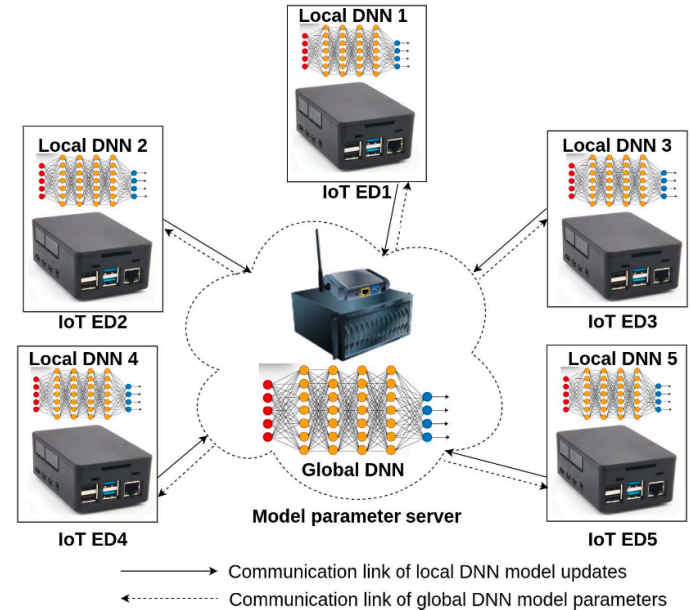 Local DNN 1
IoT ED1
Local DNN 2
IoT ED2
Local DNN 3
IoT ED3
Local DNN 4
IoT ED4
Local DNN 5
IoT ED5
Global DNN
Model parameter server
Communication link of local DNN model updates
Communication link of global DNN model parameters